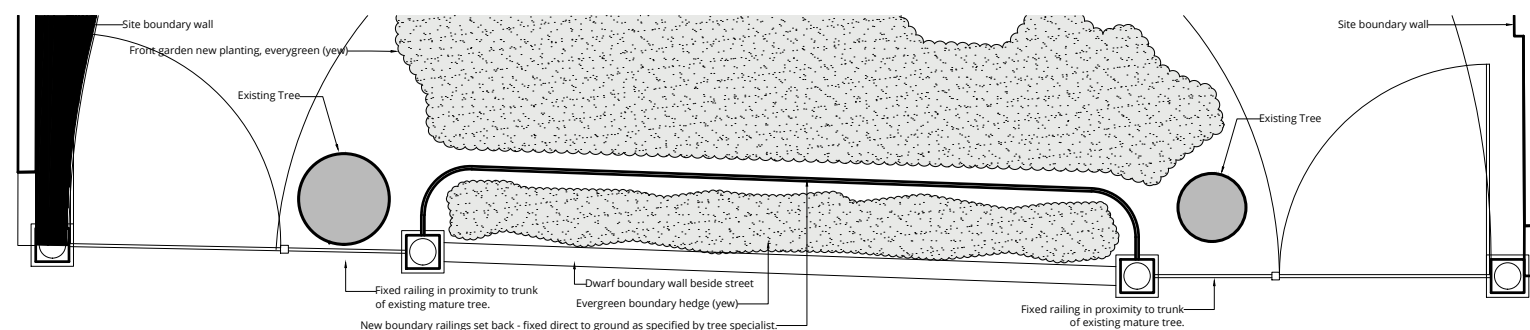 Site boundary wall
Site boundary wall
Front garden new planting, everygreen (yew)
Existing Tree
Existing Tree
Dwarf boundary wall beside street
Fixed railing in proximity to trunk
of existing mature tree.
Evergreen boundary hedge (yew)
Fixed railing in proximity to trunk
of existing mature tree.
New boundary railings set back - fixed direct to ground as specified by tree specialist.